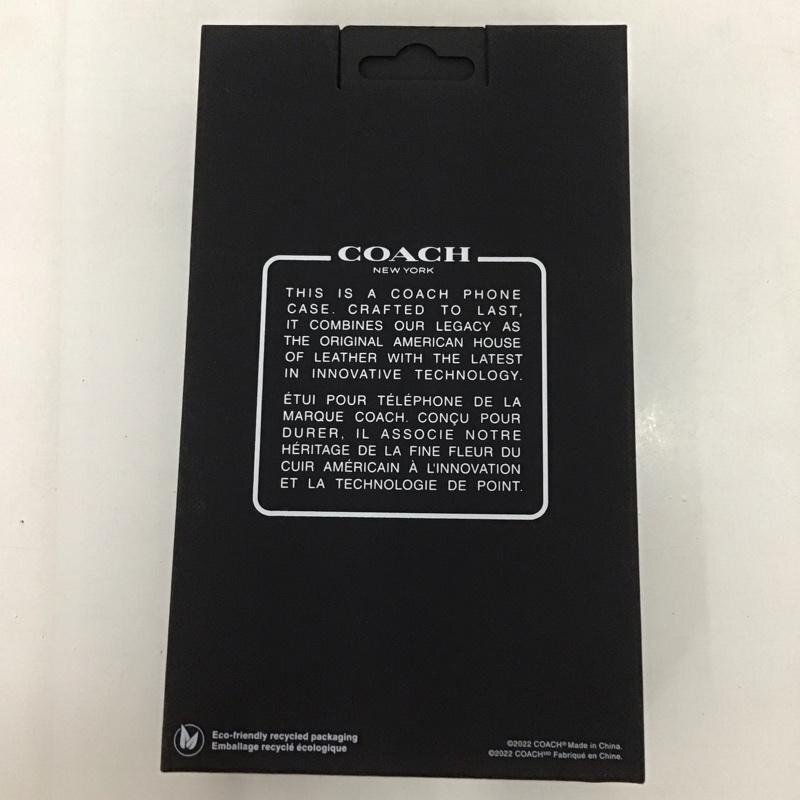 COACH
NEW YORK
THIS IS A COACH PHONE
CASE. CRAFTED TO LAST,
IT COMBINES OUR LEGACY AS
THE ORIGINAL AMERICAN HOUSE
OF LEATHER WITH THE LATEST
IN INNOVATIVE TECHNOLOGY.
ÉTUI POUR TÉLÉPHONE DE LA
MARQUE COACH. CONÇU POUR
DURER, IL ASSOCIE NOTRE
HÉRITAGE DE LA FINE FLEUR DU
CUIR AMÉRICAIN À L'INNOVATION
ET LA TECHNOLOGIE DE POINT.
Eco-friendly recycled packaging
Emballage recyclé écologique
©2022 COACH® Made in China.
©2022 COACHᴹᴰ Fabriqué en Chine.